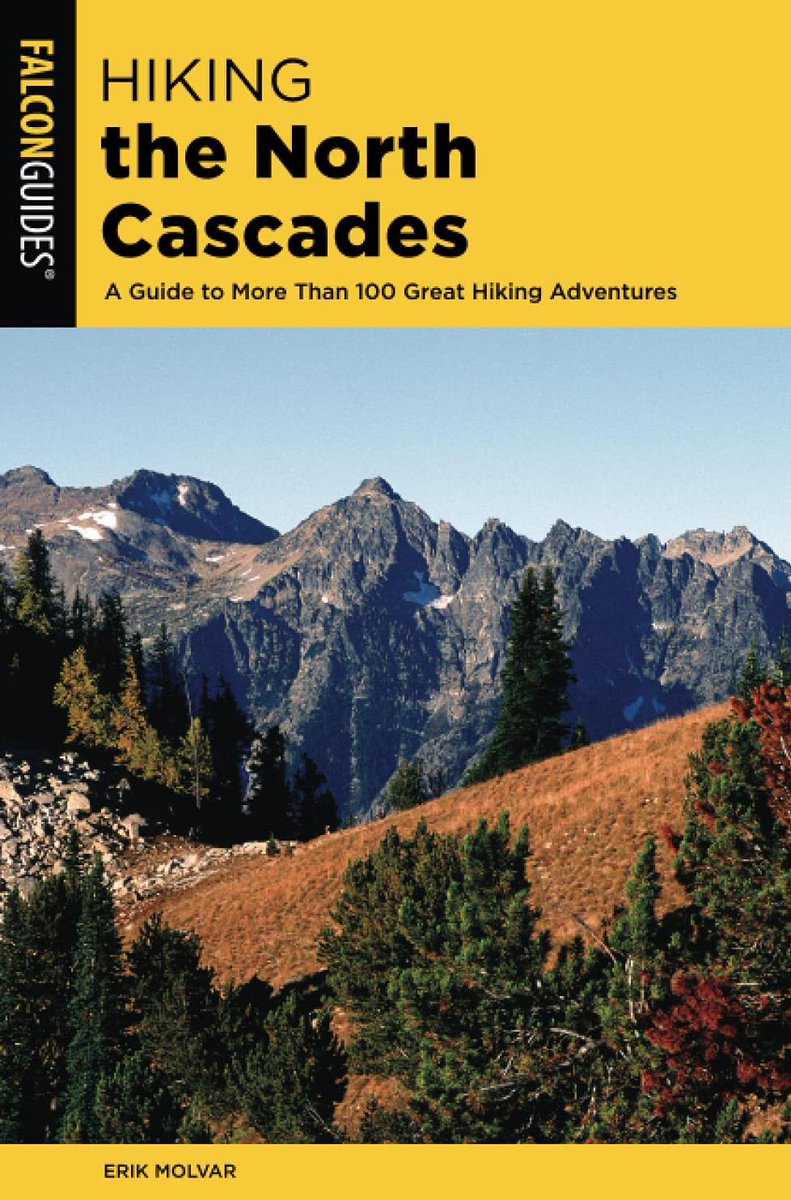 FALCONGUIDES®
HIKING
the North
Cascades
A Guide to More Than 100 Great Hiking Adventures
ERIK MOLVAR